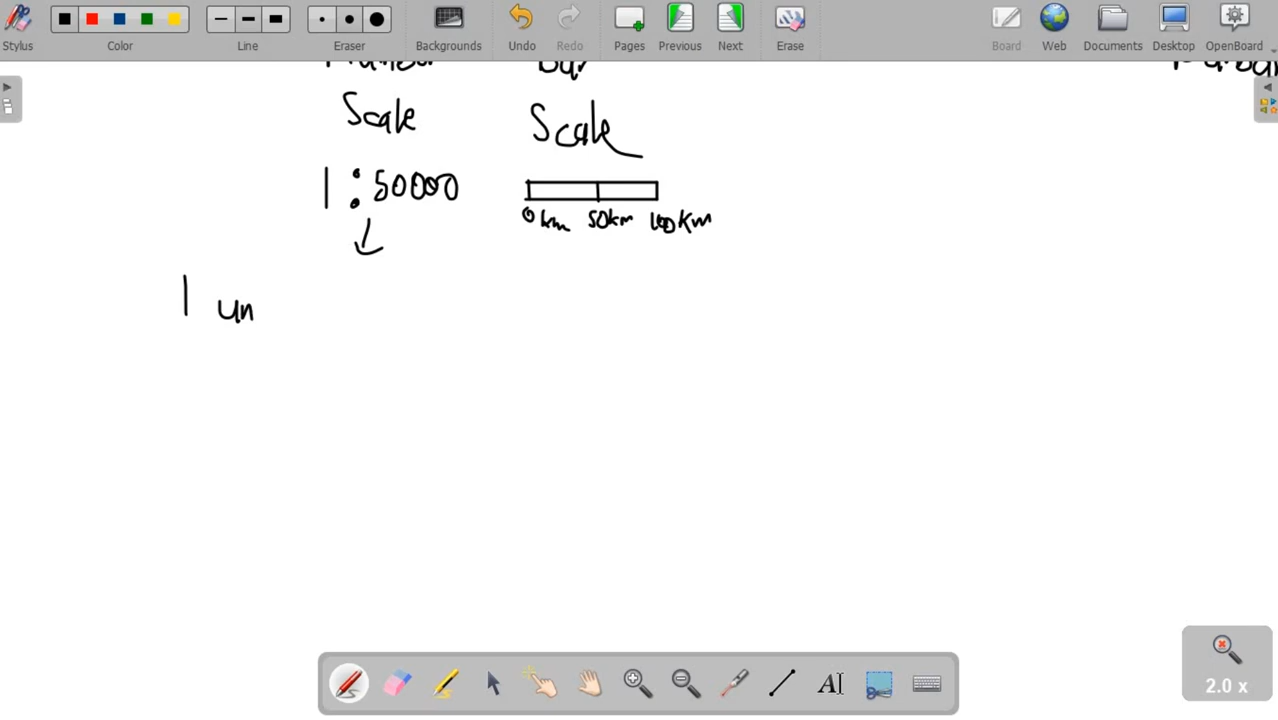 Stylus Color Line Eraser Backgrounds Undo Redo Pages Previous Next Erase Board Web Documents Desktop OpenBoard
Scale Scale
1:50000
0km 50km 100km
1 un
2.0 x